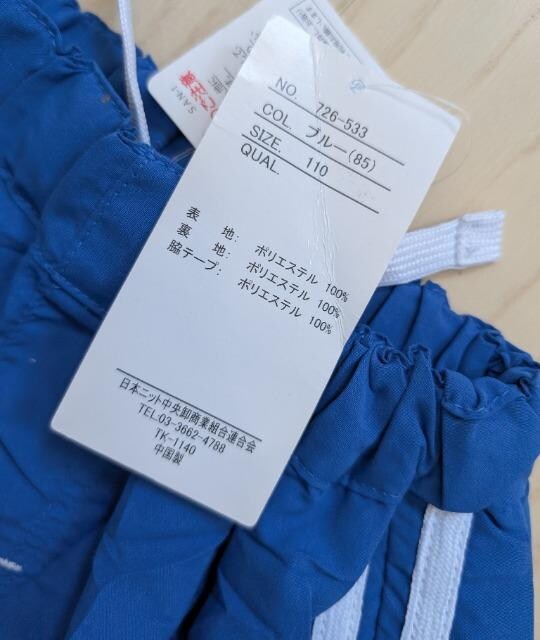 NO. 726-533
COL. ブルー(85)
SIZE. 110
QUAL.
表 地: ポリエステル 100%
裏 地: ポリエステル 100%
脇テープ: ポリエステル 100%
日本ニット中央卸商業組合連合会
TEL.03-3662-4788
TK-1140
中国製
SAN-1